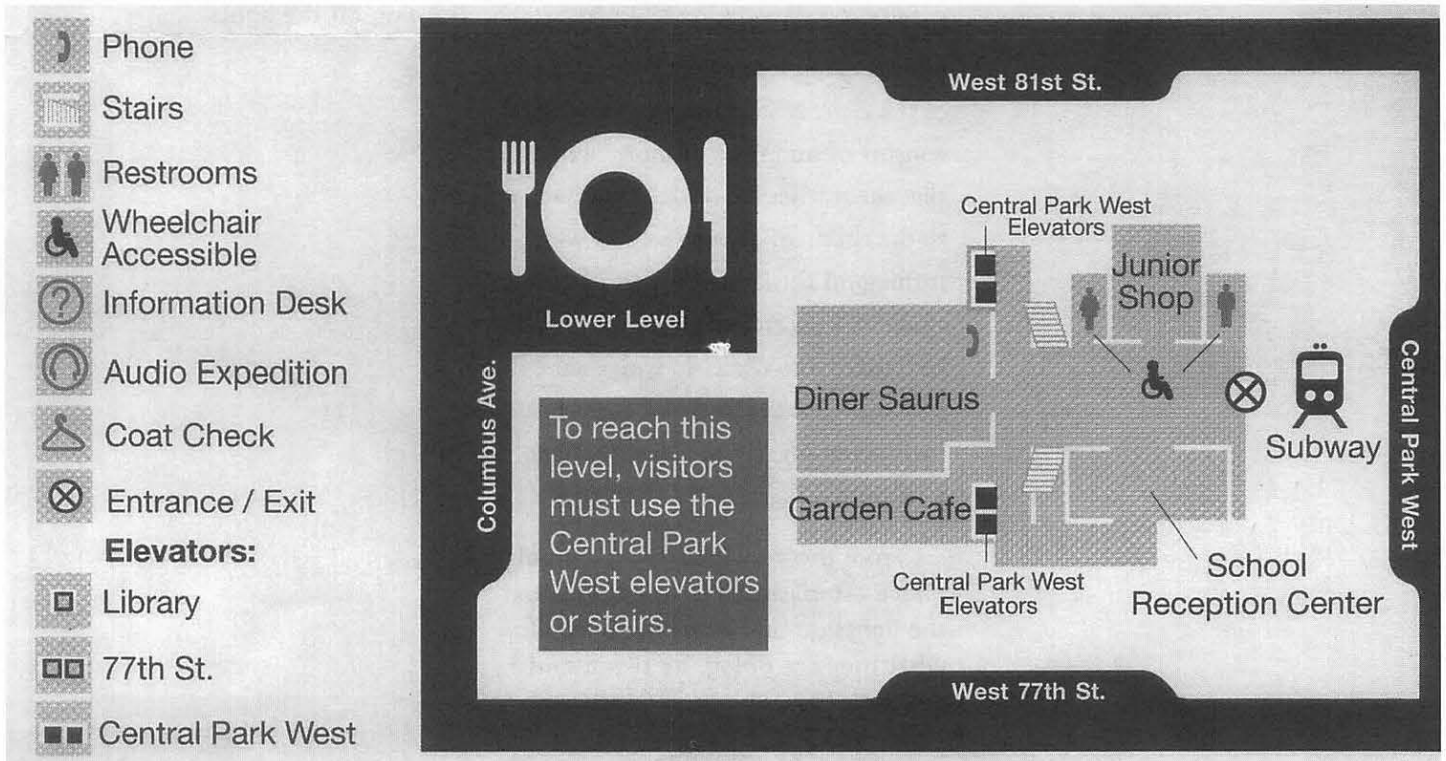 Phone
Stairs
Restrooms
Wheelchair
Accessible
Information Desk
Audio Expedition
Coat Check
Entrance / Exit
Elevators:
Library
77th St.
Central Park West
West 81st St.
Lower Level
Columbus Ave.
To reach this
level, visitors
must use the
Central Park
West elevators
or stairs.
Central Park West
Elevators
Junior
Shop
Diner Saurus
Garden Cafe
Central Park West
Elevators
Subway
School
Reception Center
Central Park West
West 77th St.